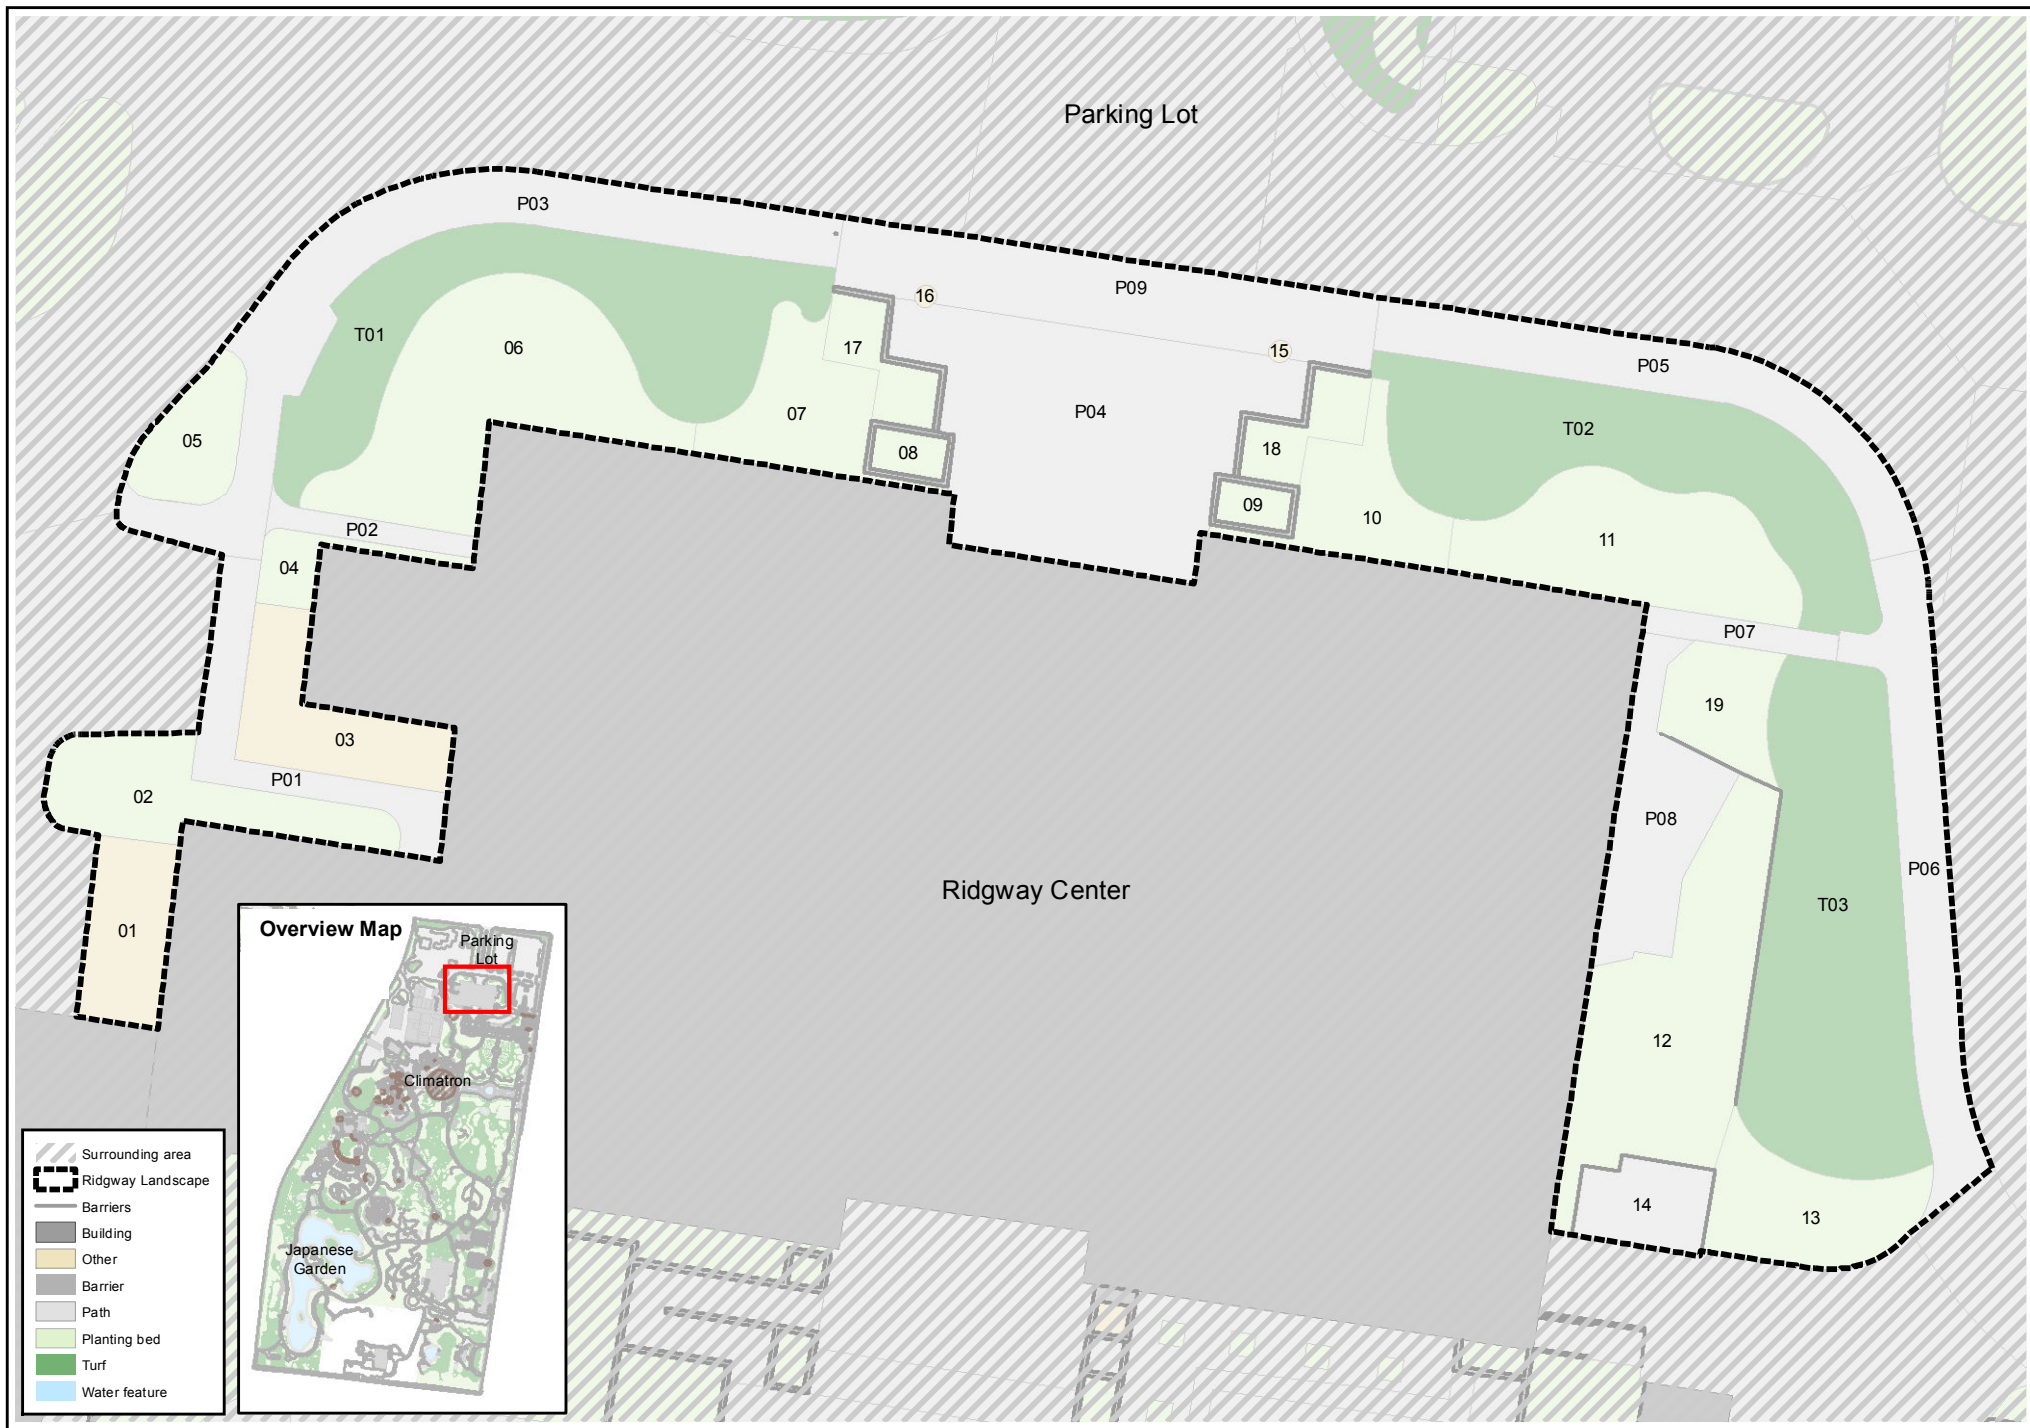 Parking Lot
P03
P09
16
15
P05
T01
06
17
P04
T02
05
07
18
08
09
10
11
P02
04
P07
19
03
P01
02
P08
Ridgway Center
P06
T03
01
12
14
13
Overview Map
Parking
Lot
Climatron
Japanese
Garden
Surrounding area
Ridgway Landscape
Barriers
Building
Other
Barrier
Path
Planting bed
Turf
Water feature